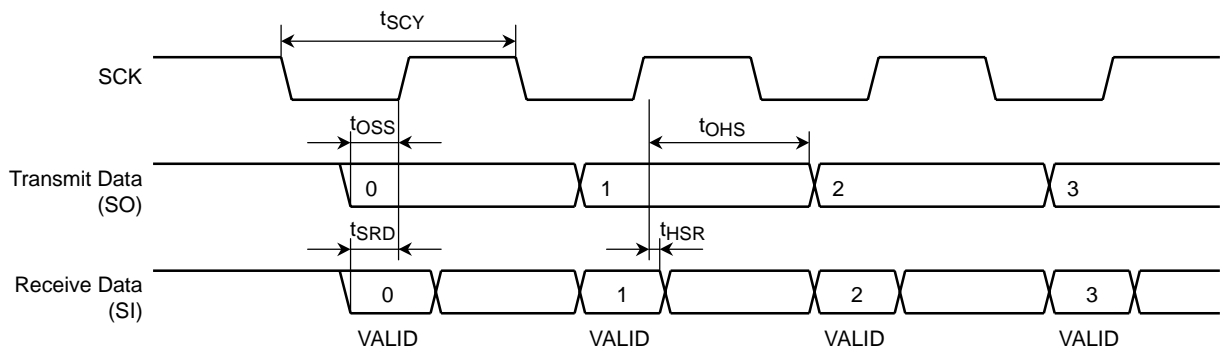 tSCY
SCK
tOSS
tOHS
Transmit Data
(SO)
0
1
2
3
tSRD
tHSR
Receive Data
(SI)
0
1
2
3
VALID
VALID
VALID
VALID